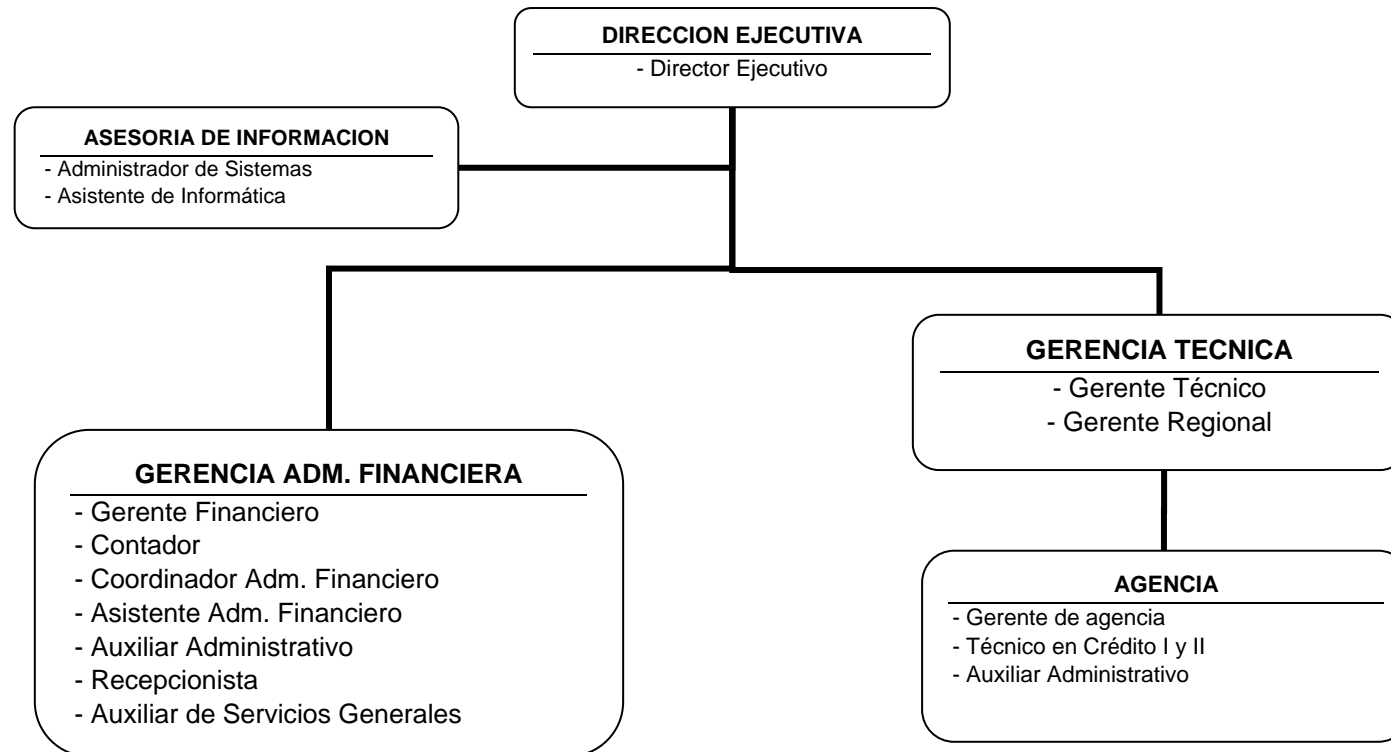 DIRECCION EJECUTIVA
- Director Ejecutivo
ASESORIA DE INFORMACION
- Administrador de Sistemas
- Asistente de Informática
GERENCIA TECNICA
- Gerente Técnico
- Gerente Regional
GERENCIA ADM. FINANCIERA
- Gerente Financiero
- Contador
- Coordinador Adm. Financiero
- Asistente Adm. Financiero
- Auxiliar Administrativo
- Recepcionista
- Auxiliar de Servicios Generales
AGENCIA
- Gerente de agencia
- Técnico en Crédito I y II
- Auxiliar Administrativo